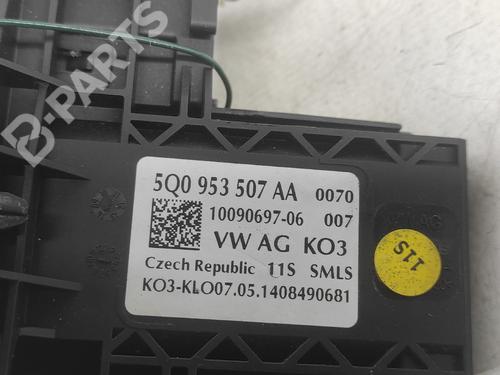 B-PARTS
5Q0 953 507 AA 0070
10090697-06 007
VW AG KO3
Czech Republic 11S SMLS
KO3-KLO07.05.1408490681
11S